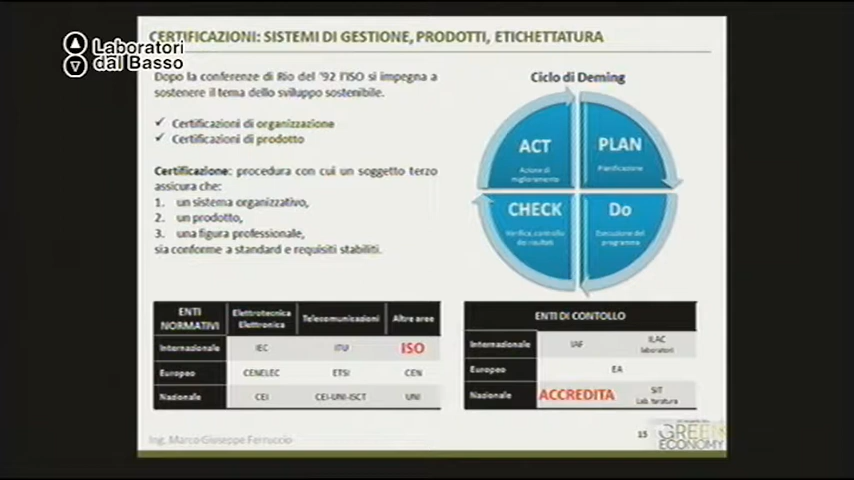 CERTIFICAZIONI: SISTEMI DI GESTIONE, PRODOTTI, ETICHETTATURA
Laboratori
dal Basso
Dopo la conferenze di Rio del '92 l'ISO si impegna a
sostenere il tema dello sviluppo sostenibile.
✓ Certificazioni di organizzazione
✓ Certificazioni di prodotto
Certificazione: procedura con cui un soggetto terzo
assicura che:
1. un sistema organizzativo,
2. un prodotto,
3. una figura professionale,
sia conforme a standard e requisiti stabiliti.
Ciclo di Deming
ACT
Azione di
miglioramento
PLAN
Pianificazione
CHECK
Verifica, controllo
dei risultati
Do
Esecuzione del
programma
ENTI NORMATIVI Elettrotecnica Elettronica Telecomunicazioni Altre aree
Internazionale IEC ITU ISO
Europeo CENELEC ETSI CEN
Nazionale CEI CEI-UNI-ISCT UNI
ENTI DI CONTOLLO
Internazionale IAF ILAC laboratori
Europeo EA
Nazionale ACCREDITA SIT Lab. taratura
Ing. Marco Giuseppe Ferruccio
15
GREEN
ECONOMY